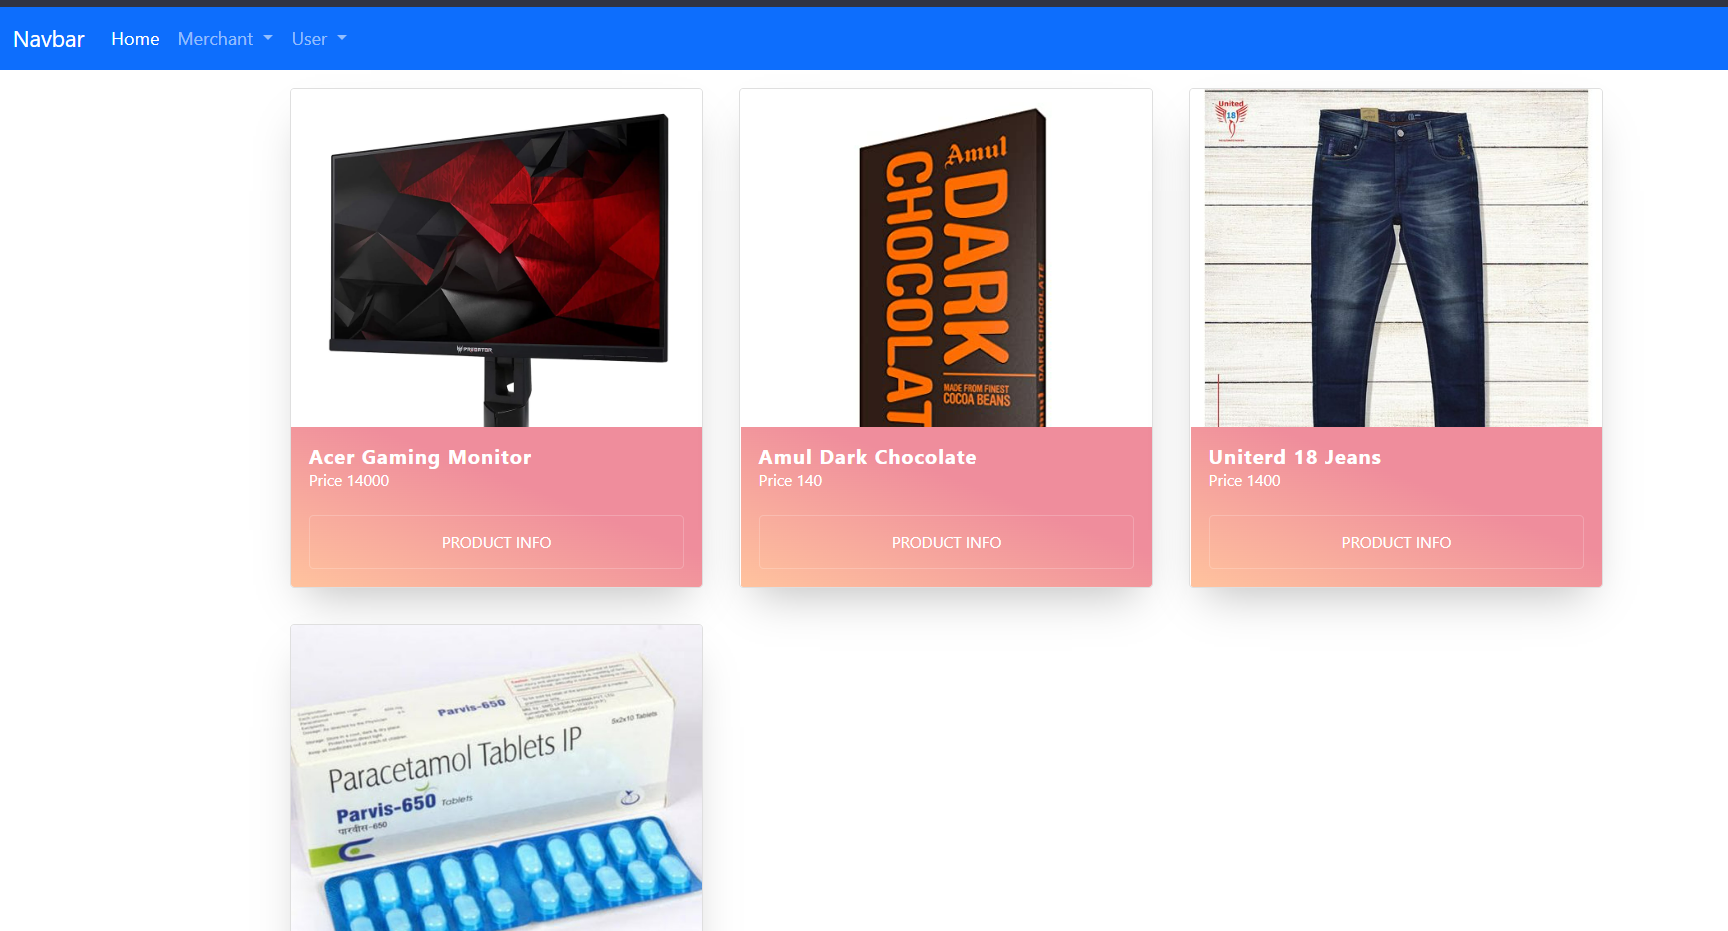 Navbar Home Merchant User
PREDATOR
Amul
DARK
CHOCOLAT
MADE FROM FINEST
COCOA BEANS
DARK CHOCOLATE
United
18
Acer Gaming Monitor
Price 14000
PRODUCT INFO
Amul Dark Chocolate
Price 140
PRODUCT INFO
Uniterd 18 Jeans
Price 1400
PRODUCT INFO
Parvis-650
5x2x10 Tablets
Paracetamol Tablets IP
Parvis-650 Tablets
पारवीस-650